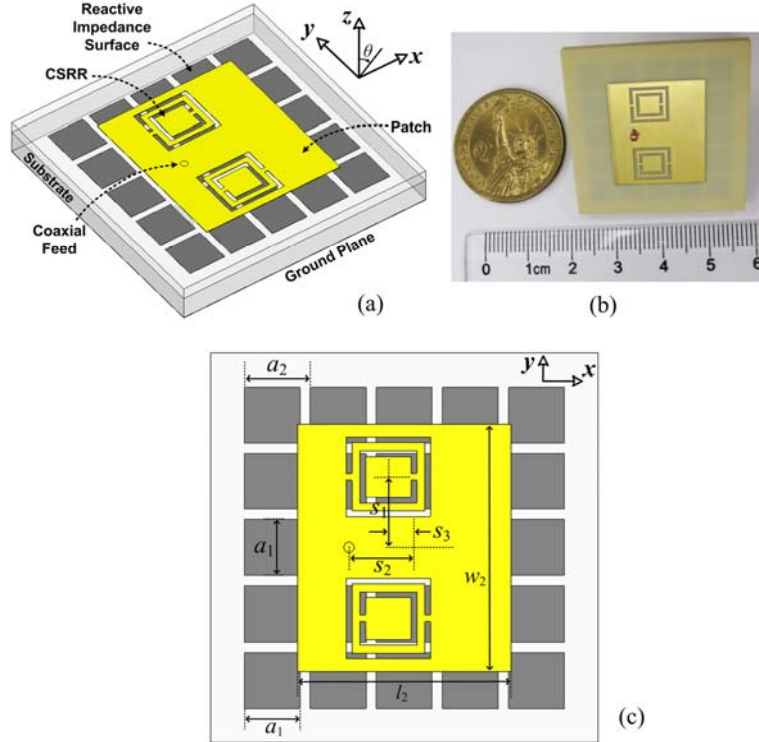 Reactive
Impedance
Surface
CSRR
y
z
θ
x
Patch
Substrate
Coaxial
Feed
Ground Plane
(a)
0 1cm 2 3 4 5 6
(b)
a2
y
x
s1
a1
s3
s2
w2
l2
a1
(c)